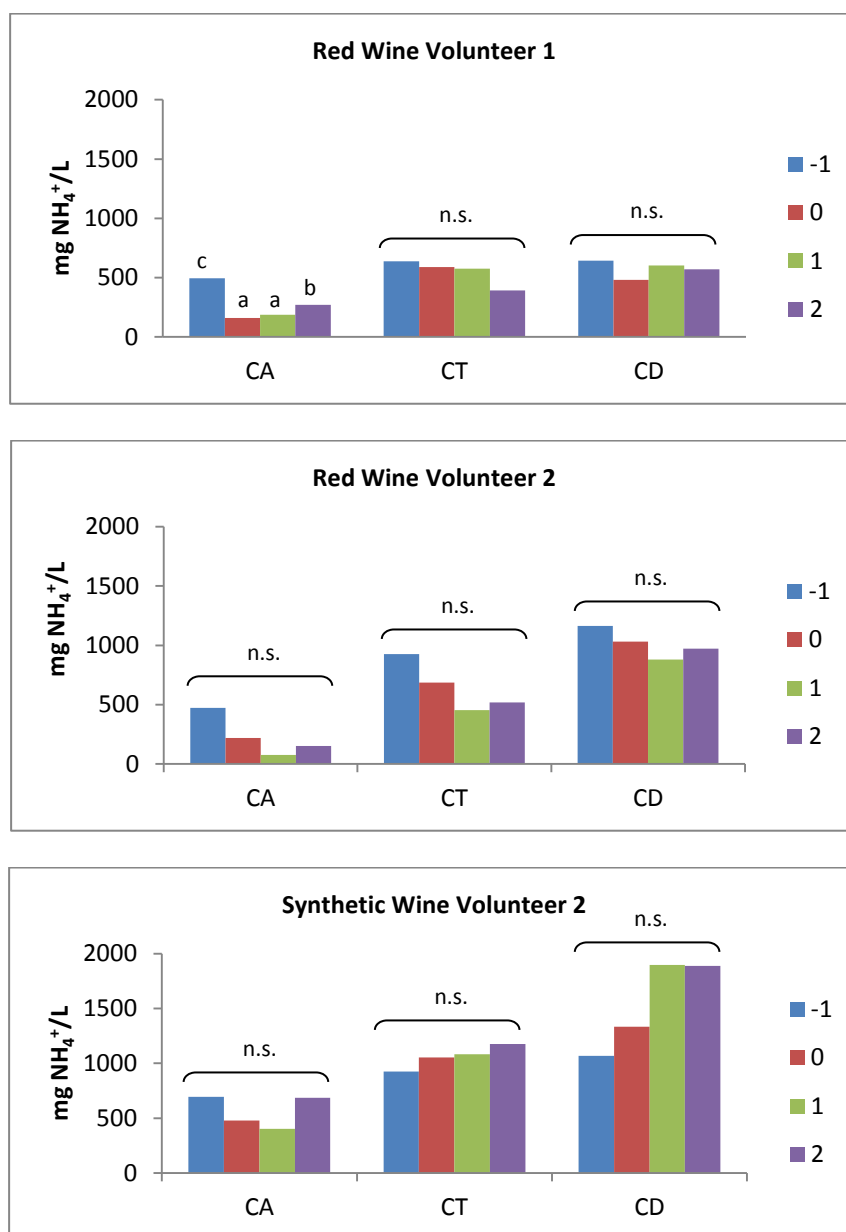 Red Wine Volunteer 1
mg NH₄⁺/L
2000
1500
1000
500
0
c
a
a
b
n.s.
n.s.
CA
CT
CD
-1
0
1
2
Red Wine Volunteer 2
mg NH₄⁺/L
2000
1500
1000
500
0
n.s.
n.s.
n.s.
CA
CT
CD
-1
0
1
2
Synthetic Wine Volunteer 2
mg NH₄⁺/L
2000
1500
1000
500
0
n.s.
n.s.
n.s.
CA
CT
CD
-1
0
1
2